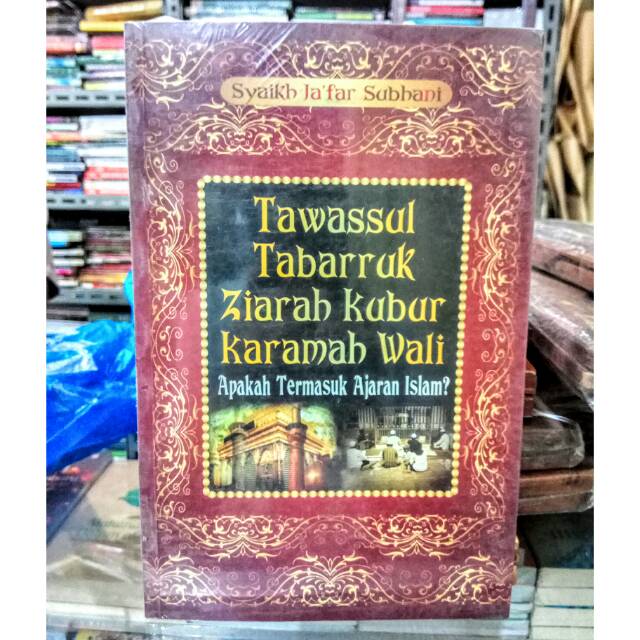 Syaikh Ja'far Subhani
Tawassul
Tabarruk
Ziarah Kubur
Karamah Wali
Apakah Termasuk Ajaran Islam?